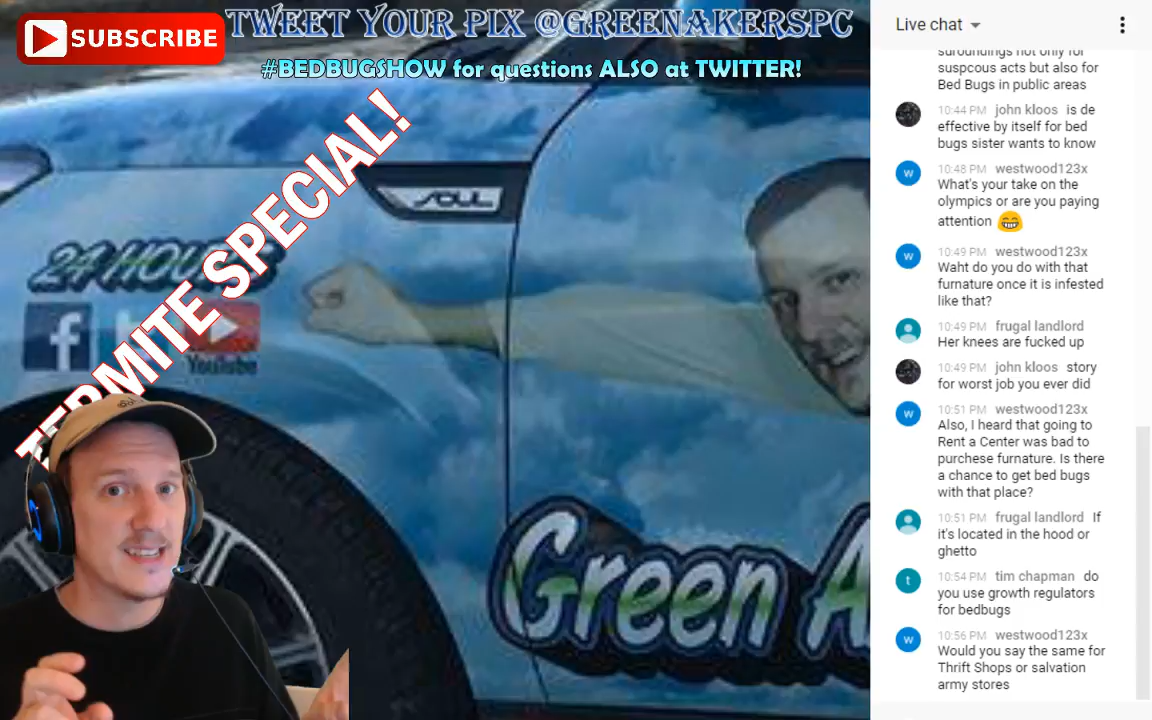 SUBSCRIBE
TWEET YOUR PIX @GREENAKERSPC
#BEDBUGSHOW for questions ALSO at TWITTER!
TERMITE SPECIAL!
SOUL
24 HOURS
f
Youtube
Green A
Live chat
suroundings not only for
suspcous acts but also for
Bed Bugs in public areas
10:44 PM john kloos is de
effective by itself for bed
bugs sister wants to know
w
10:48 PM westwood123x
What's your take on the
olympics or are you paying
attention 😁
w
10:49 PM westwood123x
Waht do you do with that
furnature once it is infested
like that?
10:49 PM frugal landlord
Her knees are fucked up
10:49 PM john kloos story
for worst job you ever did
w
10:51 PM westwood123x
Also, I heard that going to
Rent a Center was bad to
purchese furnature. Is there
a chance to get bed bugs
with that place?
10:51 PM frugal landlord If
it's located in the hood or
ghetto
t
10:54 PM tim chapman do
you use growth regulators
for bedbugs
w
10:56 PM westwood123x
Would you say the same for
Thrift Shops or salvation
army stores